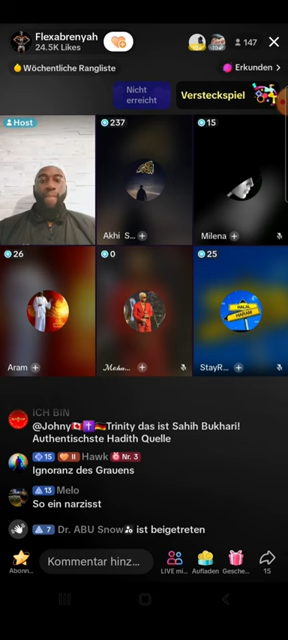 Flexabrenyah
24.5K Likes
147
Wöchentliche Rangliste
Erkunden >
Nicht
erreicht
Versteckspiel
Host
237
15
Akhi S...
Milena
26
0
25
HALAL
HARAM
Aram
StayR...
ICH BIN
@Johny🇨🇦✝️🇩🇪Trinity das ist Sahih Bukhari!
Authentischste Hadith Quelle
15 II Hawk Nr. 3
Ignoranz des Grauens
13 Melo
So ein narzisst
7 Dr. ABU Snow ist beigetreten
Abonn...
Kommentar hinz...
LIVE mi...
Aufladen
Gesche...
15